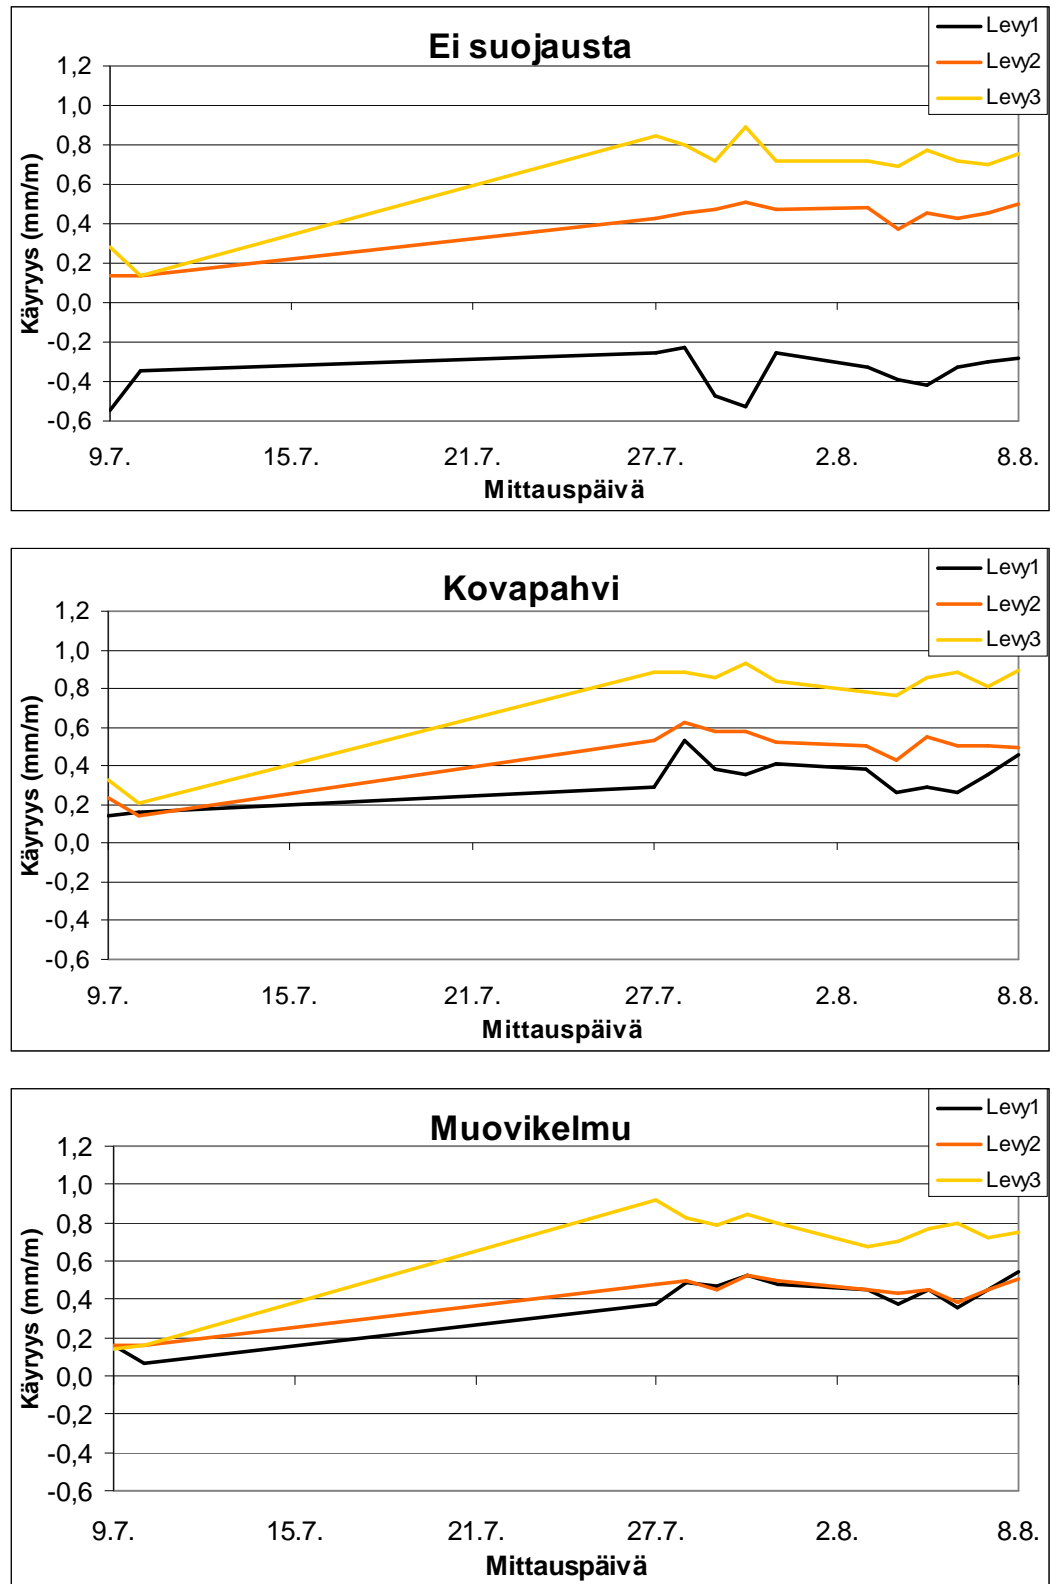 Ei suojausta
Levy1
Levy2
Levy3
Käyryys (mm/m)
1,2
1,0
0,8
0,6
0,4
0,2
0,0
-0,2
-0,4
-0,6
9.7. 15.7. 21.7. 27.7. 2.8. 8.8.
Mittauspäivä
Kovapahvi
Levy1
Levy2
Levy3
Käyryys (mm/m)
1,2
1,0
0,8
0,6
0,4
0,2
0,0
-0,2
-0,4
-0,6
9.7. 15.7. 21.7. 27.7. 2.8. 8.8.
Mittauspäivä
Muovikelmu
Levy1
Levy2
Levy3
Käyryys (mm/m)
1,2
1,0
0,8
0,6
0,4
0,2
0,0
-0,2
-0,4
-0,6
9.7. 15.7. 21.7. 27.7. 2.8. 8.8.
Mittauspäivä